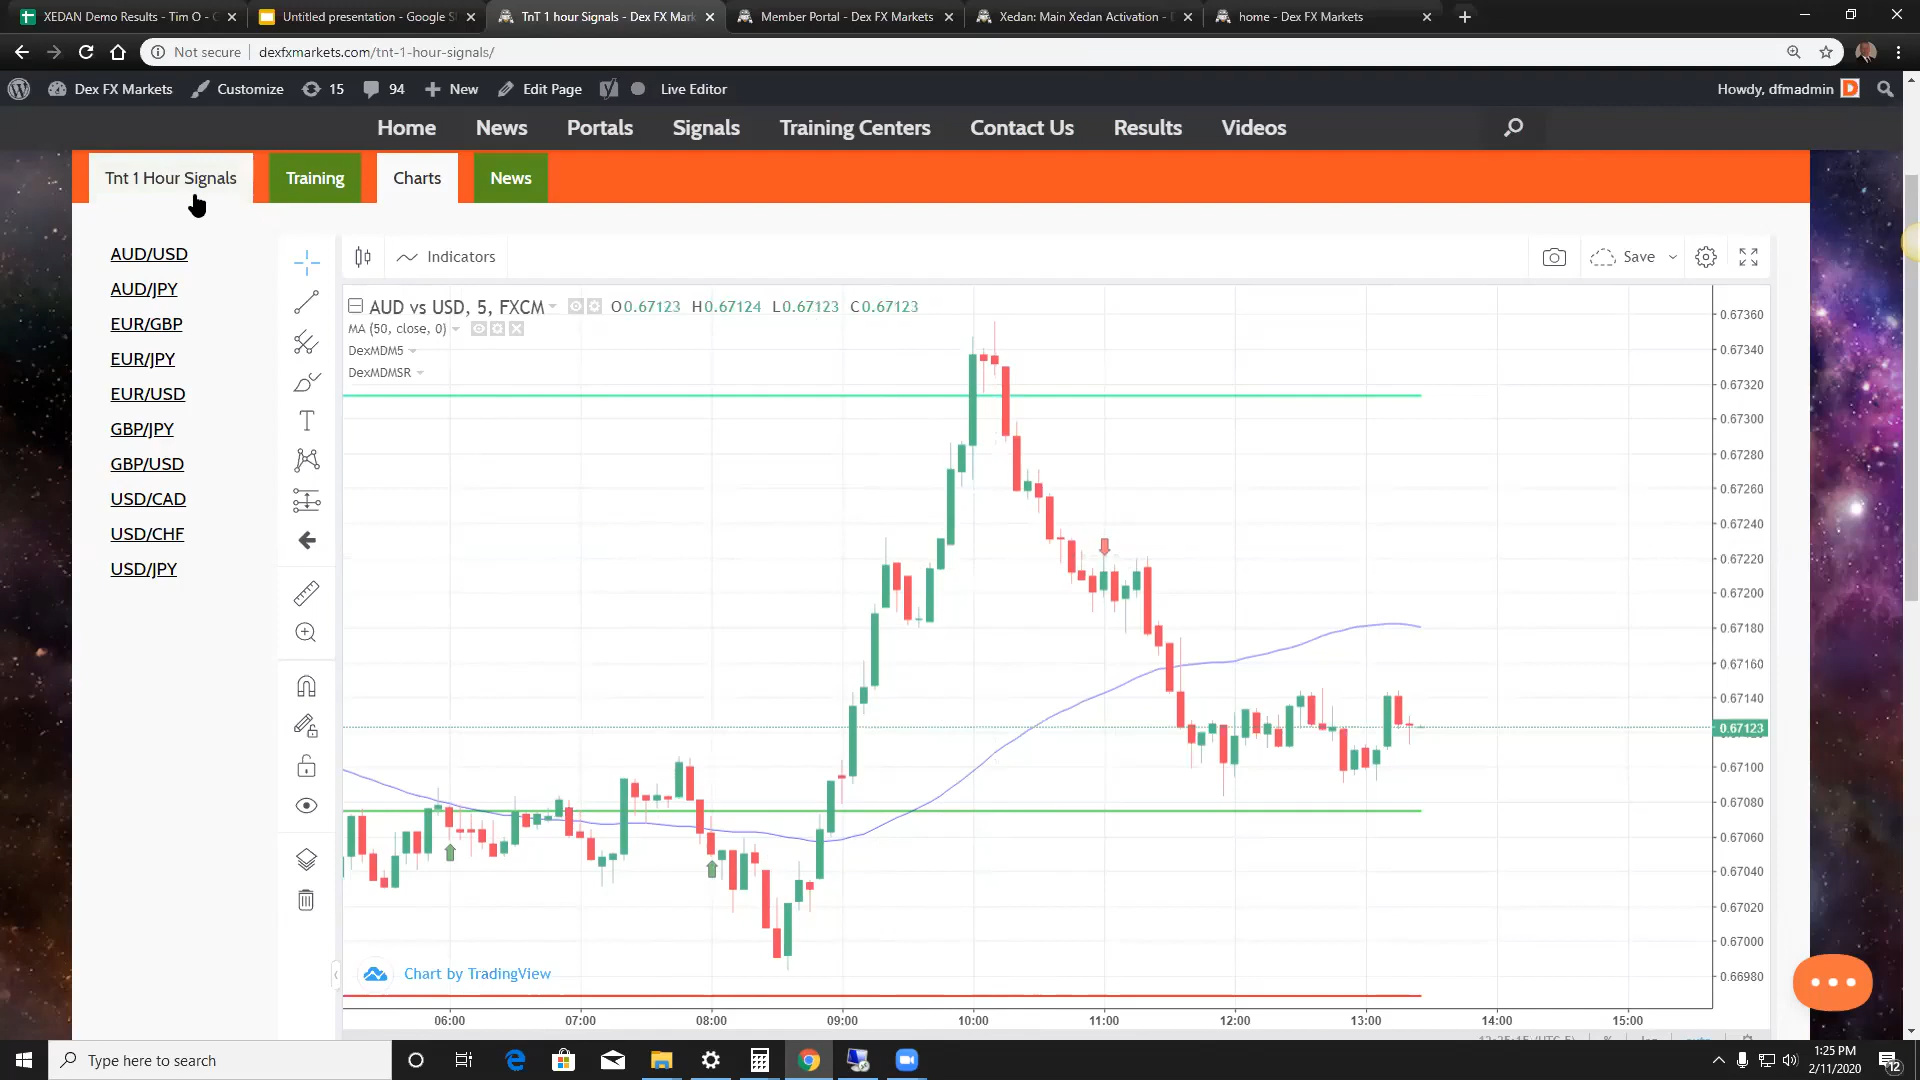 XEDAN Demo Results - Tim O - G
Untitled presentation - Google Sl
TnT 1 hour Signals - Dex FX Mark
Member Portal - Dex FX Markets
Xedan: Main Xedan Activation - D
home - Dex FX Markets
Not secure
dexfxmarkets.com/tnt-1-hour-signals/
Dex FX Markets
Customize
15
94
New
Edit Page
Live Editor
Howdy, dfmadmin
Home
News
Portals
Signals
Training Centers
Contact Us
Results
Videos
Tnt 1 Hour Signals
Training
Charts
News
AUD/USD
AUD/JPY
EUR/GBP
EUR/JPY
EUR/USD
GBP/JPY
GBP/USD
USD/CAD
USD/CHF
USD/JPY
Indicators
Save
AUD vs USD, 5, FXCM
O0.67123 H0.67124 L0.67123 C0.67123
MA (50, close, 0)
DexMDM5
DexMDMSR
0.67360
0.67340
0.67320
0.67300
0.67280
0.67260
0.67240
0.67220
0.67200
0.67180
0.67160
0.67140
0.67123
0.67100
0.67080
0.67060
0.67040
0.67020
0.67000
0.66980
Chart by TradingView
06:00
07:00
08:00
09:00
10:00
11:00
12:00
13:00
14:00
15:00
Type here to search
1:25 PM
2/11/2020
12